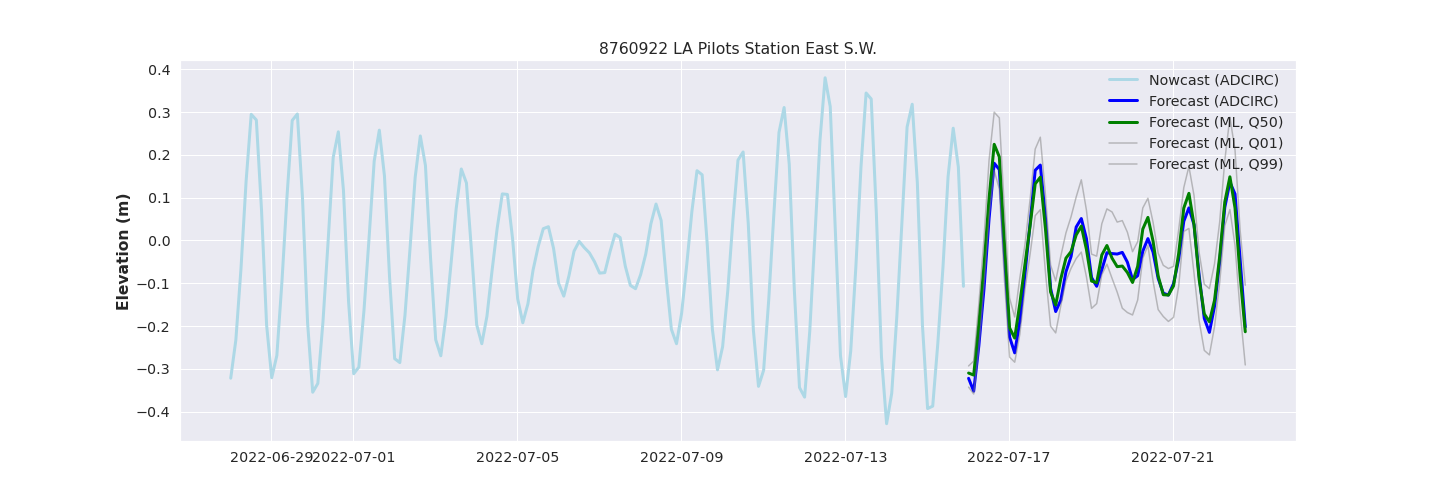 8760922 LA Pilots Station East S.W.
Elevation (m)
0.4
0.3
0.2
0.1
0.0
−0.1
−0.2
−0.3
−0.4
Nowcast (ADCIRC)
Forecast (ADCIRC)
Forecast (ML, Q50)
Forecast (ML, Q01)
Forecast (ML, Q99)
2022-06-29 2022-07-01 2022-07-05 2022-07-09 2022-07-13 2022-07-17 2022-07-21